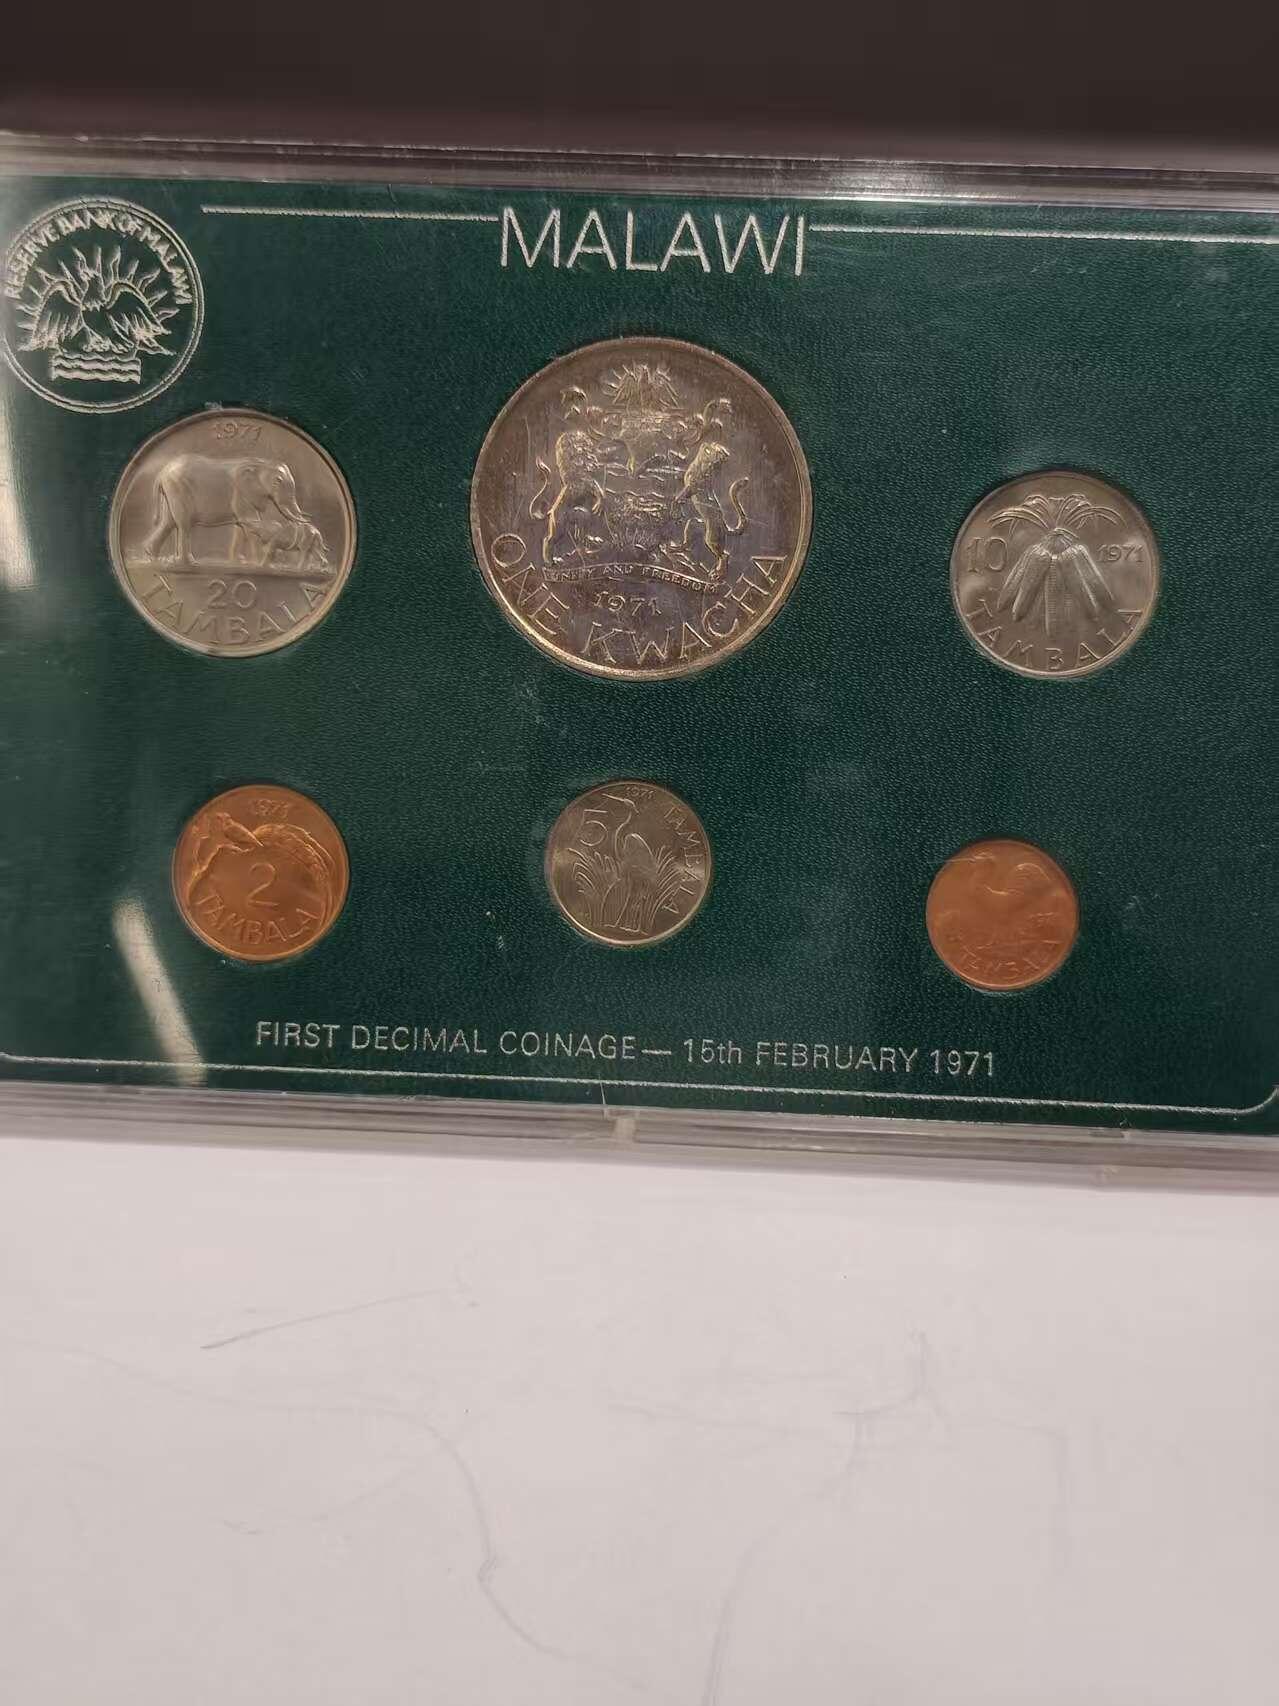 RESERVE BANK OF MALAWI
MALAWI
1971
20
TAMBALA
UNITY AND FREEDOM
1971
ONE KWACHA
10 1971
TAMBALA
1971
2
TAMBALA
1971
5 TAMBALA
TAMBALA
FIRST DECIMAL COINAGE — 15th FEBRUARY 1971